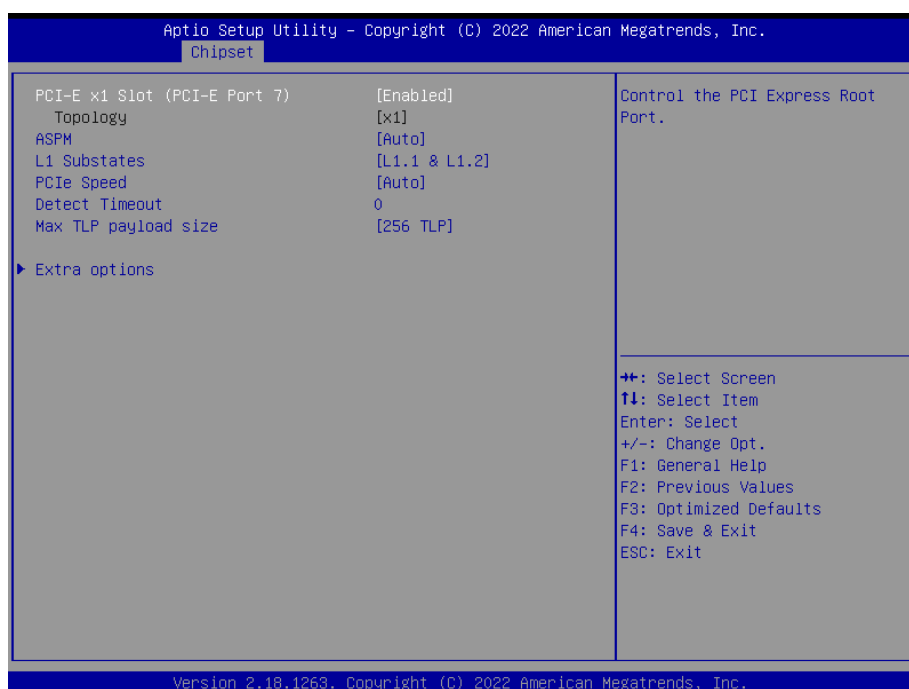 Aptio Setup Utility – Copyright (C) 2022 American Megatrends, Inc.
Chipset
PCI-E x1 Slot (PCI-E Port 7) [Enabled]
Topology [x1]
ASPM [Auto]
L1 Substates [L1.1 & L1.2]
PCIe Speed [Auto]
Detect Timeout 0
Max TLP payload size [256 TLP]
Extra options
Control the PCI Express Root
Port.
→←: Select Screen
↑↓: Select Item
Enter: Select
+/-: Change Opt.
F1: General Help
F2: Previous Values
F3: Optimized Defaults
F4: Save & Exit
ESC: Exit
Version 2.18.1263. Copyright (C) 2022 American Megatrends, Inc.